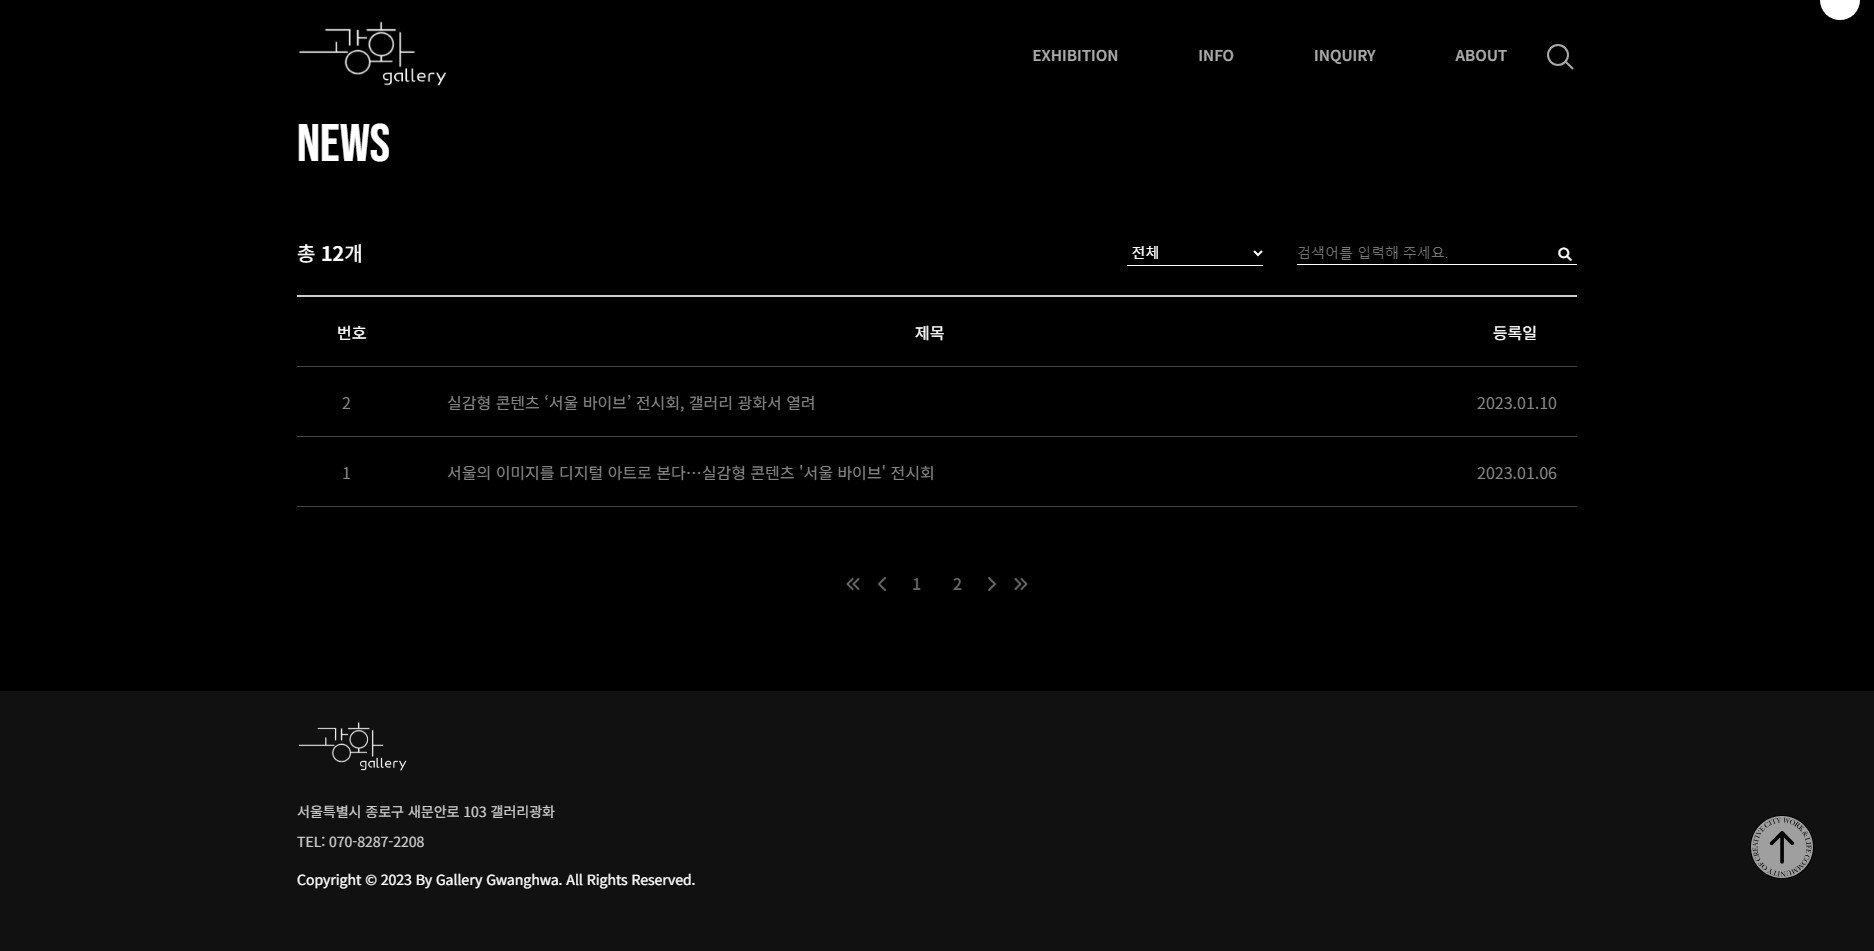 광화 gallery
EXHIBITION INFO INQUIRY ABOUT
NEWS
총 12개 전체 검색어를 입력해 주세요.
번호 제목 등록일
2 실감형 콘텐츠 ‘서울 바이브’ 전시회, 갤러리 광화서 열려 2023.01.10
1 서울의 이미지를 디지털 아트로 본다…실감형 콘텐츠 '서울 바이브' 전시회 2023.01.06
1 2
광화 gallery
서울특별시 종로구 새문안로 103 갤러리광화
TEL: 070-8287-2208
CREATIVE CITY WORK & LIFE COMMUNITY OF
Copyright © 2023 By Gallery Gwanghwa. All Rights Reserved.